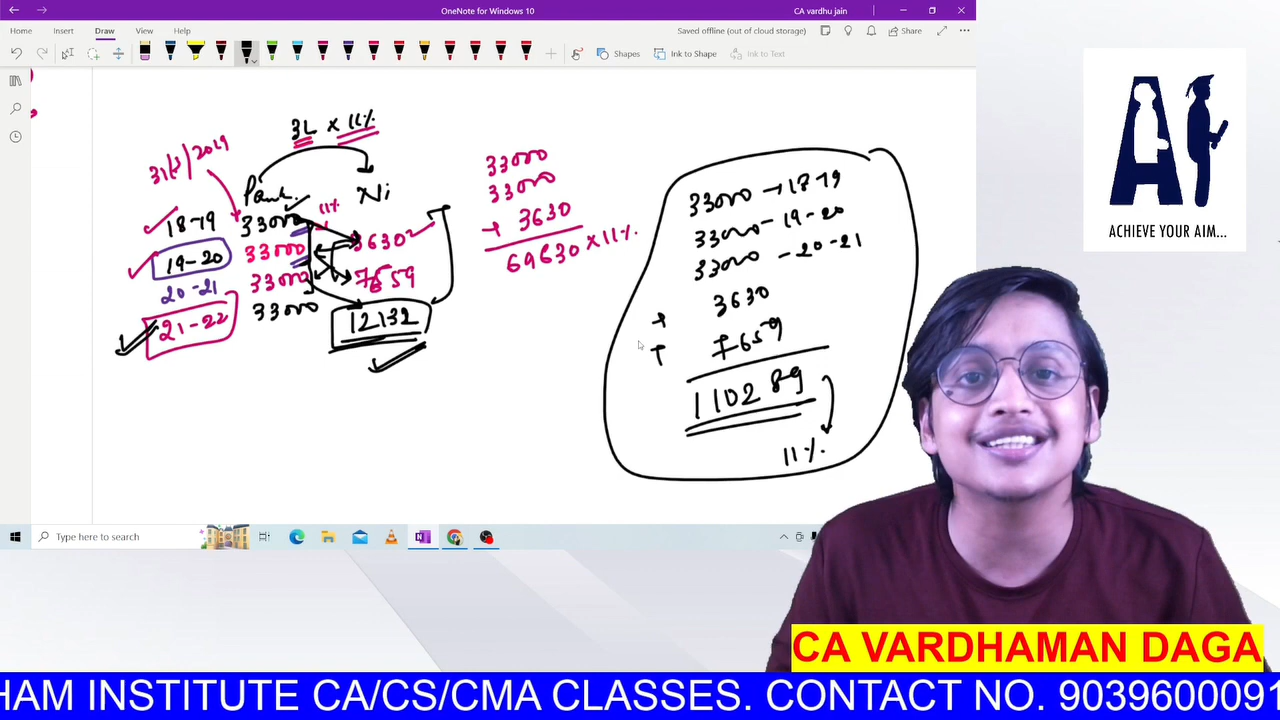 OneNote for Windows 10
CA vardhu jain
Home Insert Draw View Help
Saved offline (out of cloud storage)
Share
Shapes
Ink to Shape
Ink to Text
3L x 11%
31/3/2019
Ni
11%
18-19 33000
19-20 33000 3630
20-21 33000 7659
21-22 33000 12132
33000
33000
+ 3630
69630 x 11%
33000 → 18-19
33000 - 19-20
33000 - 20-21
+ 3630
+ 7659
110289
11%
AI
ACHIEVE YOUR AIM...
Type here to search
CA VARDHAMAN DAGA
HAM INSTITUTE CA/CS/CMA CLASSES. CONTACT NO. 9039600091